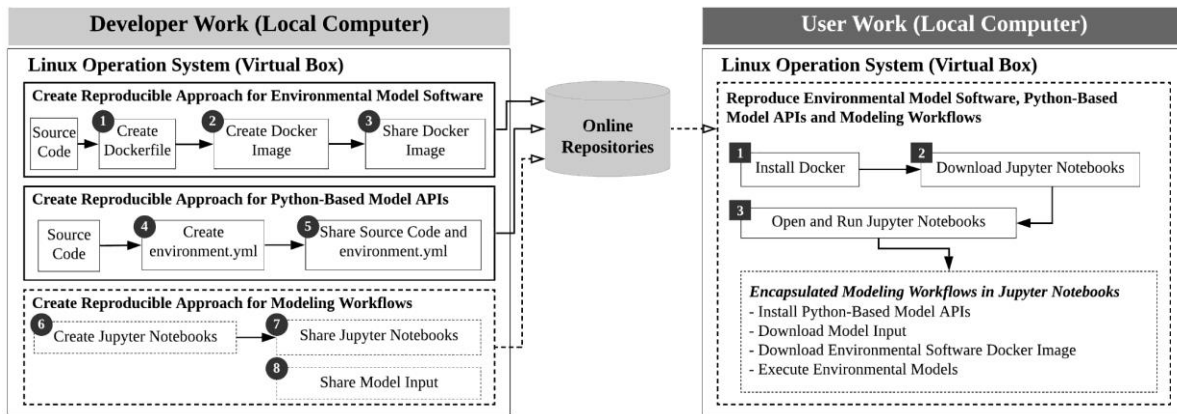 Developer Work (Local Computer)
Linux Operation System (Virtual Box)
Create Reproducible Approach for Environmental Model Software
Source
Code
1
Create
Dockerfile
2
Create Docker
Image
3
Share Docker
Image
Create Reproducible Approach for Python-Based Model APIs
Source
Code
4
Create
environment.yml
5
Share Source Code and
environment.yml
Create Reproducible Approach for Modeling Workflows
6
Create Jupyter Notebooks
7
Share Jupyter Notebooks
8
Share Model Input
Online
Repositories
User Work (Local Computer)
Linux Operation System (Virtual Box)
Reproduce Environmental Model Software, Python-Based
Model APIs and Modeling Workflows
1
Install Docker
2
Download Jupyter Notebooks
3
Open and Run Jupyter Notebooks
Encapsulated Modeling Workflows in Jupyter Notebooks
- Install Python-Based Model APIs
- Download Model Input
- Download Environmental Software Docker Image
- Execute Environmental Models